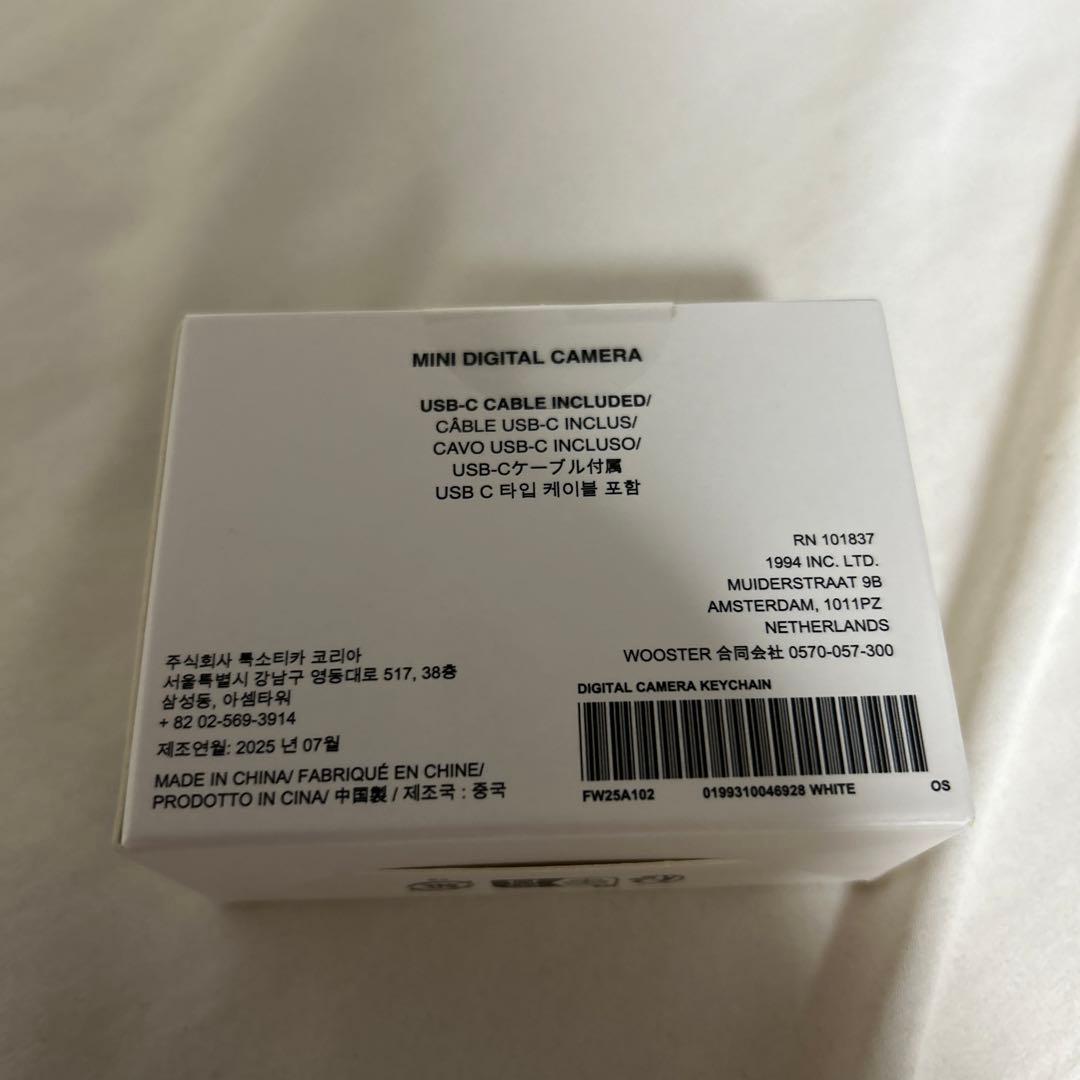 MINI DIGITAL CAMERA
USB-C CABLE INCLUDED/
CÂBLE USB-C INCLUS/
CAVO USB-C INCLUSO/
USB-Cケーブル付属
USB C 타입 케이블 포함
RN 101837
1994 INC. LTD.
MUIDERSTRAAT 9B
AMSTERDAM, 1011PZ
NETHERLANDS
WOOSTER 合同会社 0570-057-300
주식회사 룩소티카 코리아
서울특별시 강남구 영동대로 517, 38층
삼성동, 아셈타워
+ 82 02-569-3914
제조연월: 2025 년 07월
MADE IN CHINA/ FABRIQUÉ EN CHINE/
PRODOTTO IN CINA/ 中国製 / 제조국 : 중국
DIGITAL CAMERA KEYCHAIN
FW25A102 0199310046928 WHITE OS